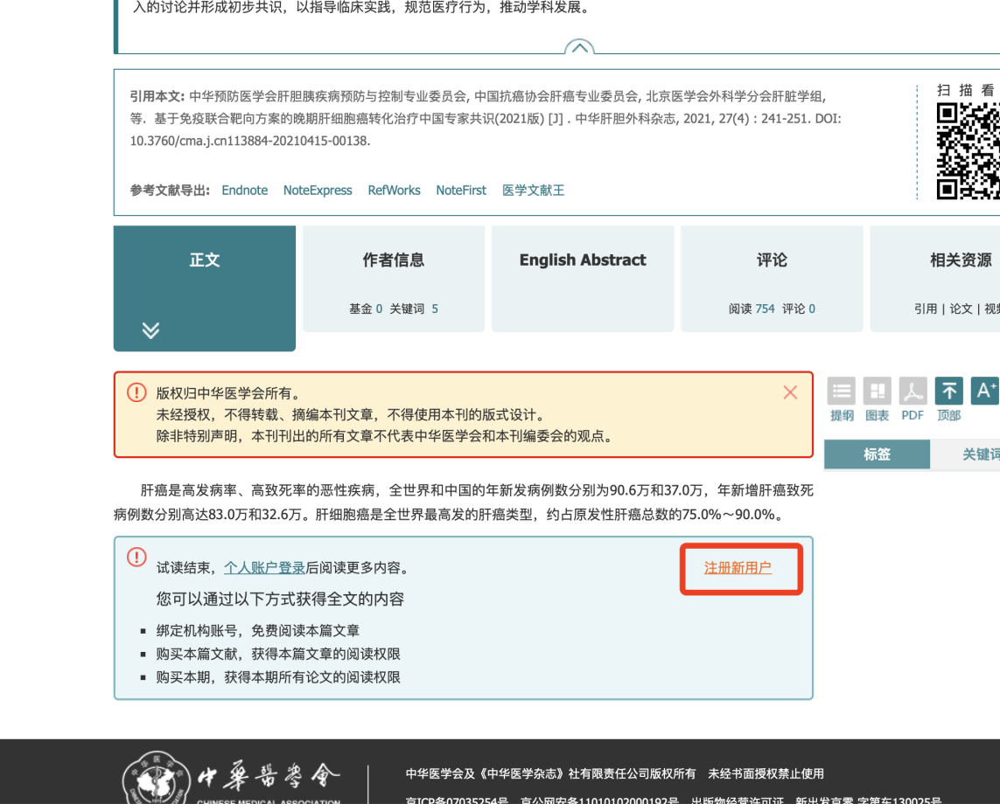 入的讨论并形成初步共识，以指导临床实践，规范医疗行为，推动学科发展。
引用本文: 中华预防医学会肝胆胰疾病预防与控制专业委员会, 中国抗癌协会肝癌专业委员会, 北京医学会外科学分会肝脏学组,
等. 基于免疫联合靶向方案的晚期肝细胞癌转化治疗中国专家共识(2021版) [J] . 中华肝胆外科杂志, 2021, 27(4) : 241-251. DOI:
10.3760/cma.j.cn113884-20210415-00138.
扫 描 看
参考文献导出: Endnote NoteExpress RefWorks NoteFirst 医学文献王
正文
作者信息
基金 0 关键词 5
English Abstract
评论
阅读 754 评论 0
相关资源
引用 | 论文 | 视频
版权归中华医学会所有。
未经授权，不得转载、摘编本刊文章，不得使用本刊的版式设计。
除非特别声明，本刊刊出的所有文章不代表中华医学会和本刊编委会的观点。
A+
提纲 图表 PDF 顶部
标签 关键词
肝癌是高发病率、高致死率的恶性疾病，全世界和中国的年新发病例数分别为90.6万和37.0万，年新增肝癌致死
病例数分别高达83.0万和32.6万。肝细胞癌是全世界最高发的肝癌类型，约占原发性肝癌总数的75.0%～90.0%。
试读结束，个人账户登录后阅读更多内容。
注册新用户
您可以通过以下方式获得全文的内容
▪ 绑定机构账号，免费阅读本篇文章
▪ 购买本篇文献，获得本篇文章的阅读权限
▪ 购买本期，获得本期所有论文的阅读权限
中華醫學會
CHINESE MEDICAL ASSOCIATION
中华医学会及《中华医学杂志》社有限责任公司版权所有 未经书面授权禁止使用
京ICP备07035254号 京公网安备11010102000192号 出版物经营许可证 新出发京零 字第东130025号